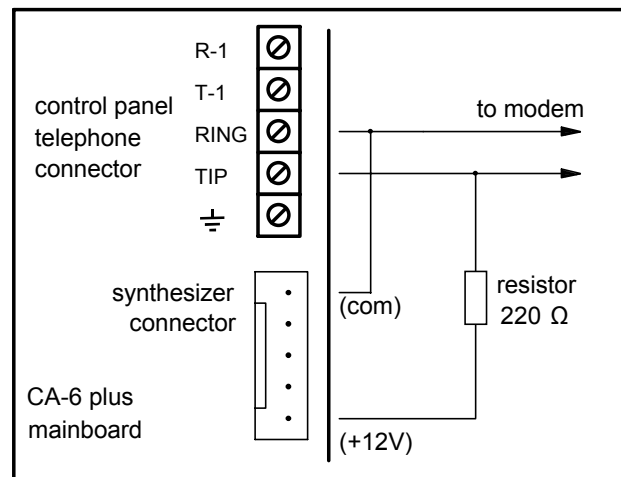 R-1
T-1
RING
TIP
control panel
telephone
connector
to modem
synthesizer
connector
(com)
resistor
220 Ω
CA-6 plus
mainboard
(+12V)